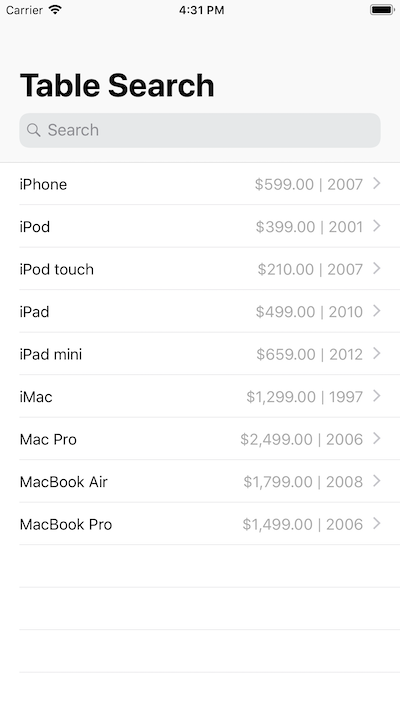 Carrier 4:31 PM
Table Search
Search
iPhone $599.00 | 2007
iPod $399.00 | 2001
iPod touch $210.00 | 2007
iPad $499.00 | 2010
iPad mini $659.00 | 2012
iMac $1,299.00 | 1997
Mac Pro $2,499.00 | 2006
MacBook Air $1,799.00 | 2008
MacBook Pro $1,499.00 | 2006